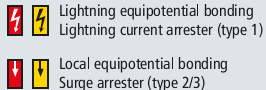 Lightning equipotential bonding
Lightning current arrester (type 1)
Local equipotential bonding
Surge arrester (type 2/3)